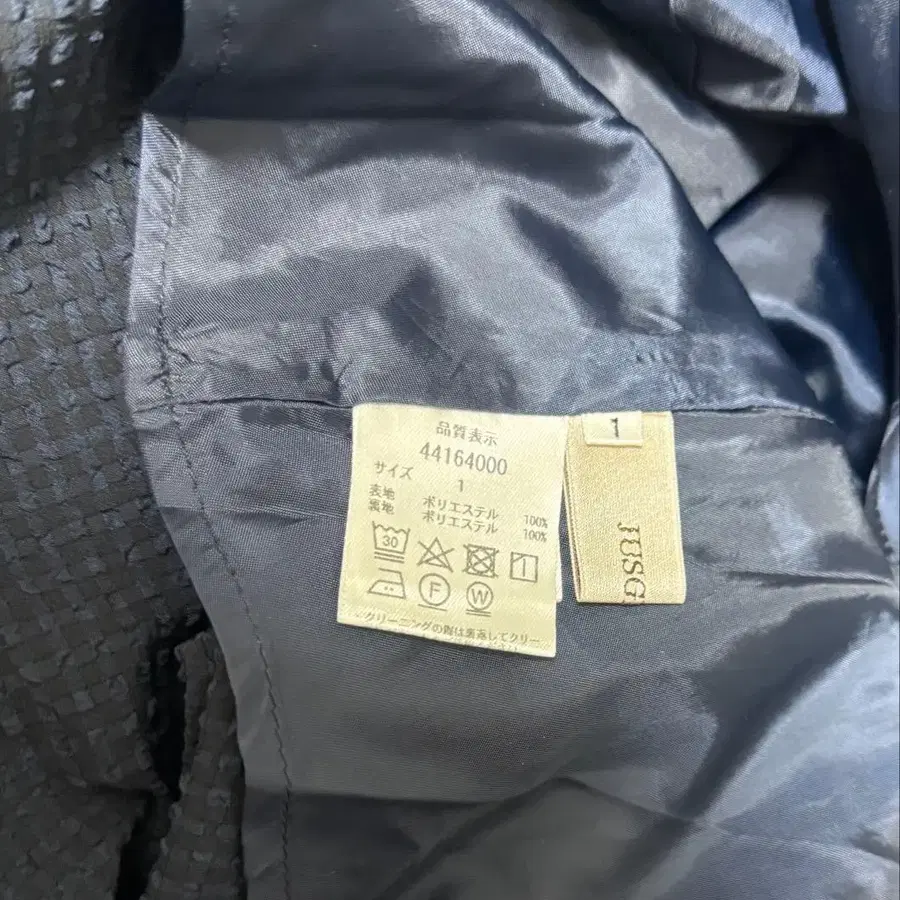 品質表示
44164000
サイズ 1
表地 ポリエステル 100%
裏地 ポリエステル 100%
30
F
W
クリーニングの際は裏返してクリー
1